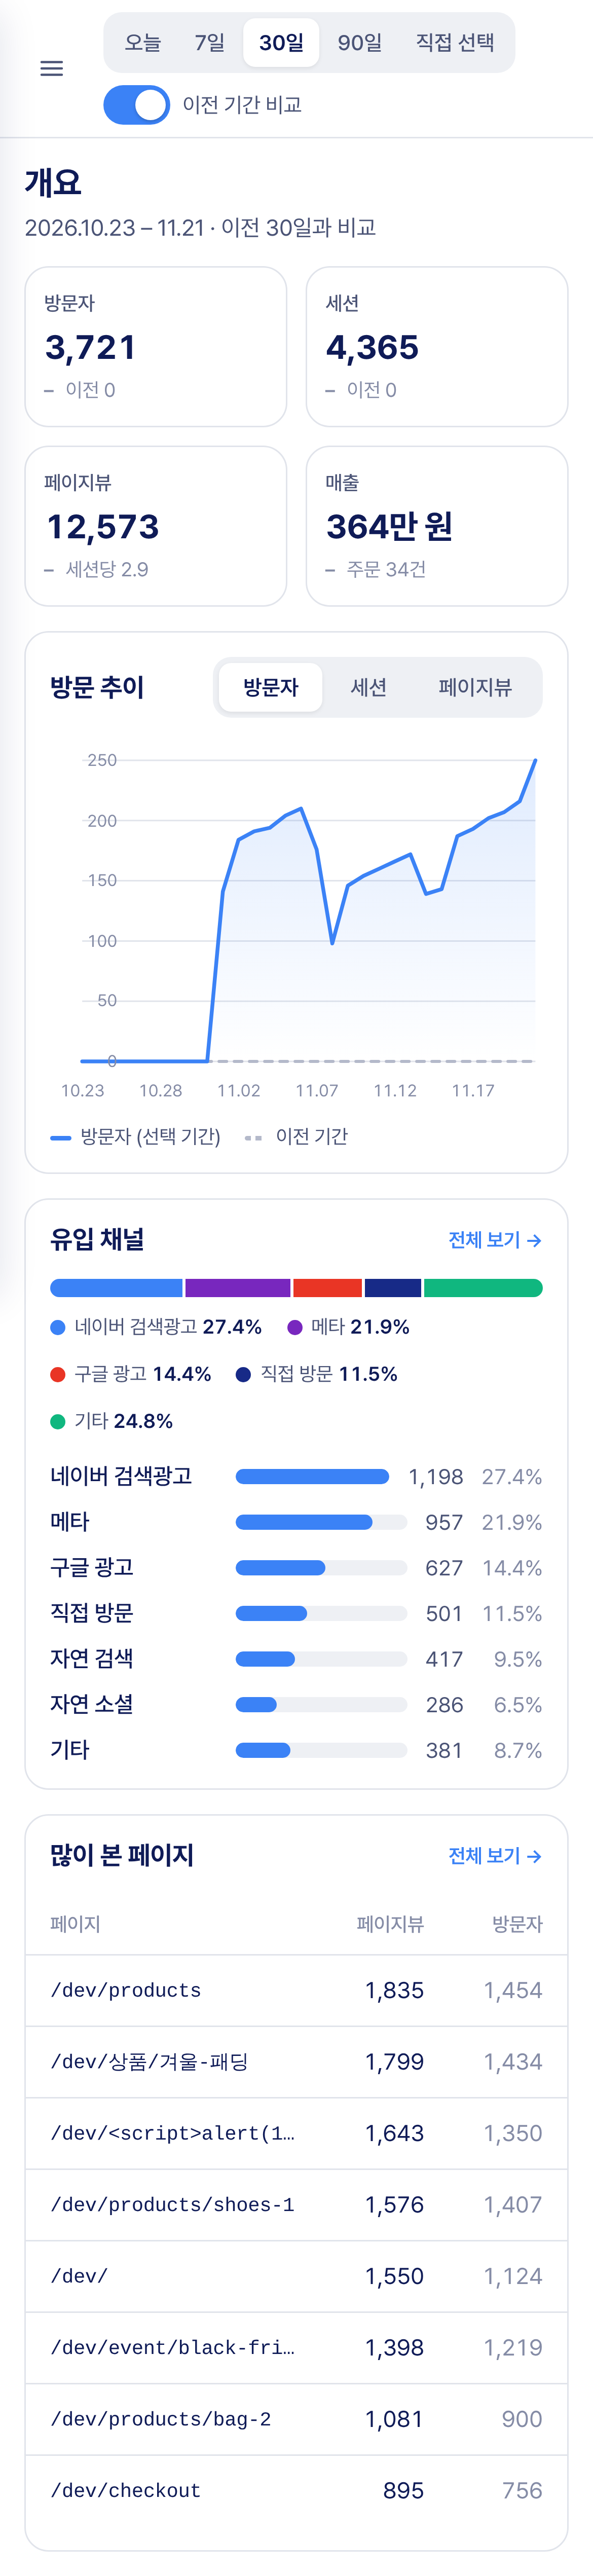 오늘 7일 30일 90일 직접 선택
이전 기간 비교
개요
2026.10.23 – 11.21 · 이전 30일과 비교
방문자 세션
3,721 4,365
– 이전 0 – 이전 0
페이지뷰 매출
12,573 364만 원
– 세션당 2.9 – 주문 34건
방문 추이 방문자 세션 페이지뷰
250
200
150
100
50
0
10.23 10.28 11.02 11.07 11.12 11.17
방문자 (선택 기간) 이전 기간
유입 채널 전체 보기 →
네이버 검색광고 27.4% 메타 21.9%
구글 광고 14.4% 직접 방문 11.5%
기타 24.8%
네이버 검색광고 1,198 27.4%
메타 957 21.9%
구글 광고 627 14.4%
직접 방문 501 11.5%
자연 검색 417 9.5%
자연 소셜 286 6.5%
기타 381 8.7%
많이 본 페이지 전체 보기 →
페이지 페이지뷰 방문자
/dev/products 1,835 1,454
/dev/상품/겨울-패딩 1,799 1,434
/dev/<script>alert(1… 1,643 1,350
/dev/products/shoes-1 1,576 1,407
/dev/ 1,550 1,124
/dev/event/black-fri… 1,398 1,219
/dev/products/bag-2 1,081 900
/dev/checkout 895 756